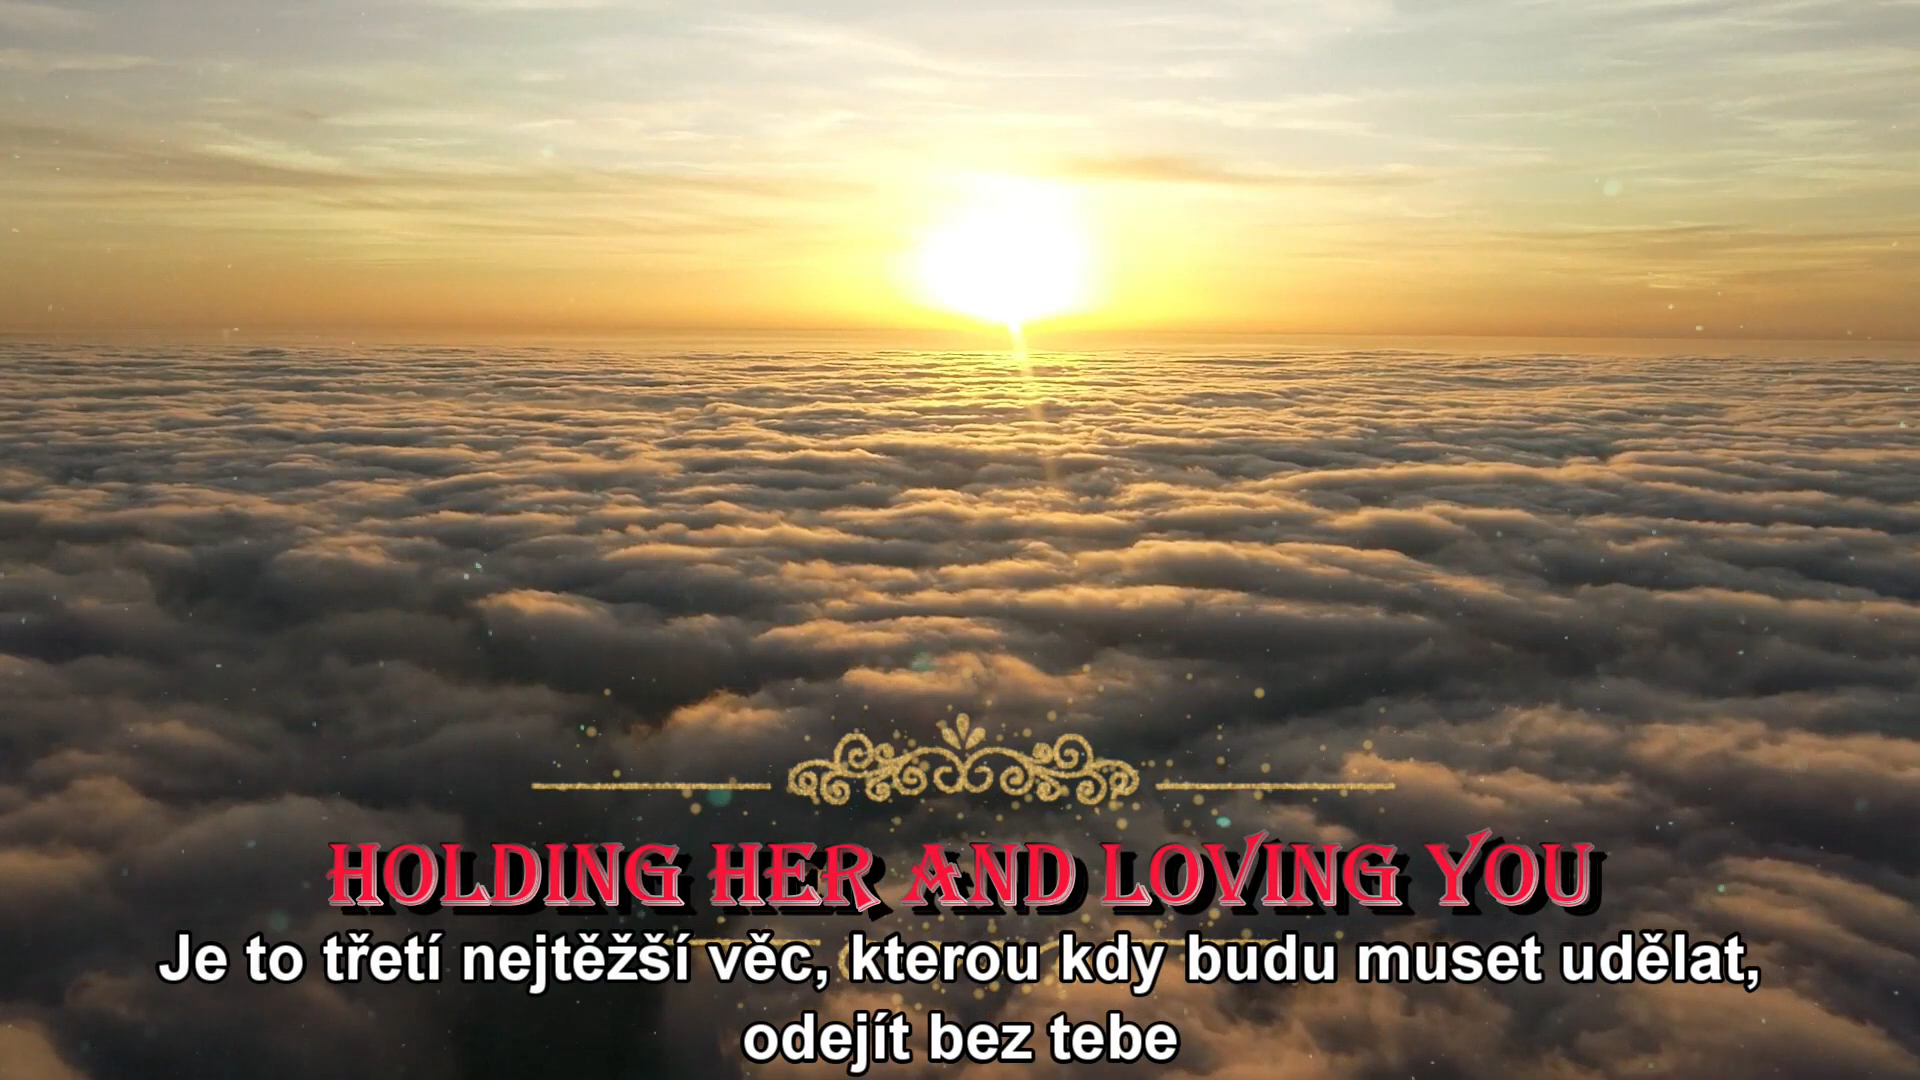 HOLDING HER AND LOVING YOU
Je to třetí nejtěžší věc, kterou kdy budu muset udělat,
odejít bez tebe